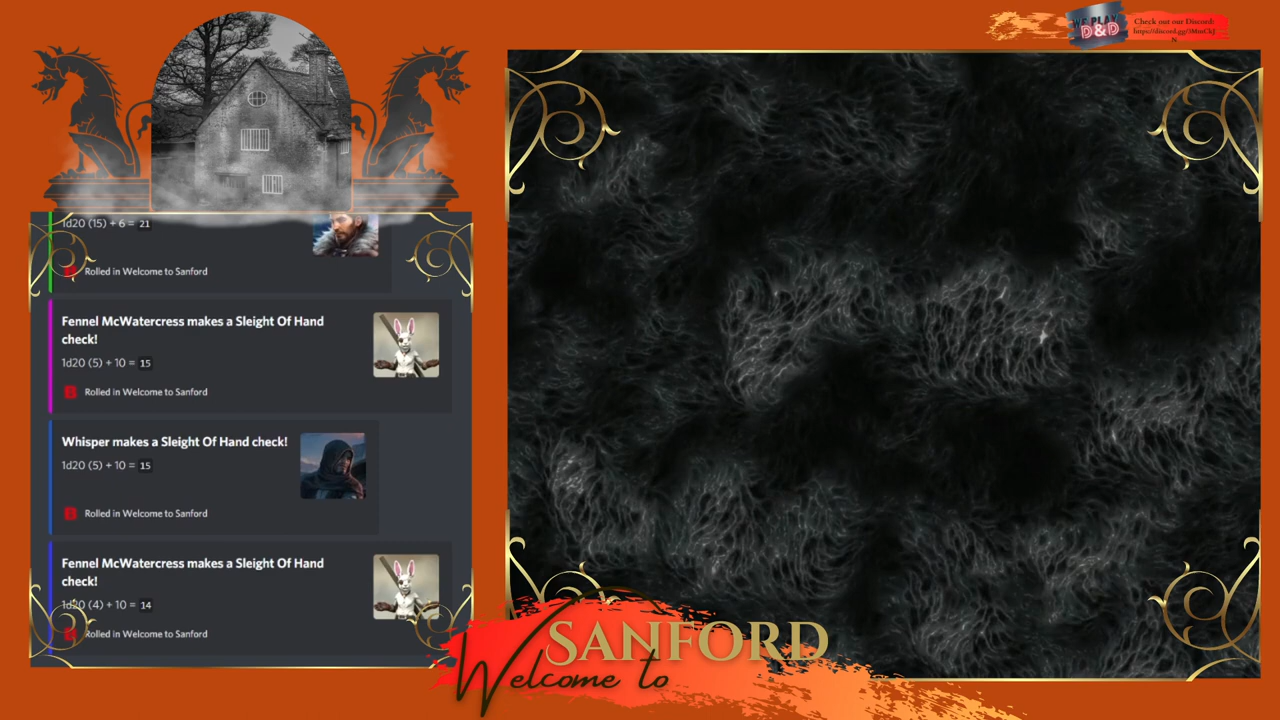 WE PLAY
D&D
Check out our Discord:
1d20 (15) + 6 = 21
Rolled in Welcome to Sanford
Fennel McWatercress makes a Sleight Of Hand
check!
1d20 (5) + 10 = 15
Rolled in Welcome to Sanford
Whisper makes a Sleight Of Hand check!
1d20 (5) + 10 = 15
Rolled in Welcome to Sanford
Fennel McWatercress makes a Sleight Of Hand
check!
1d20 (4) + 10 = 14
Rolled in Welcome to Sanford
Welcome to
SANFORD